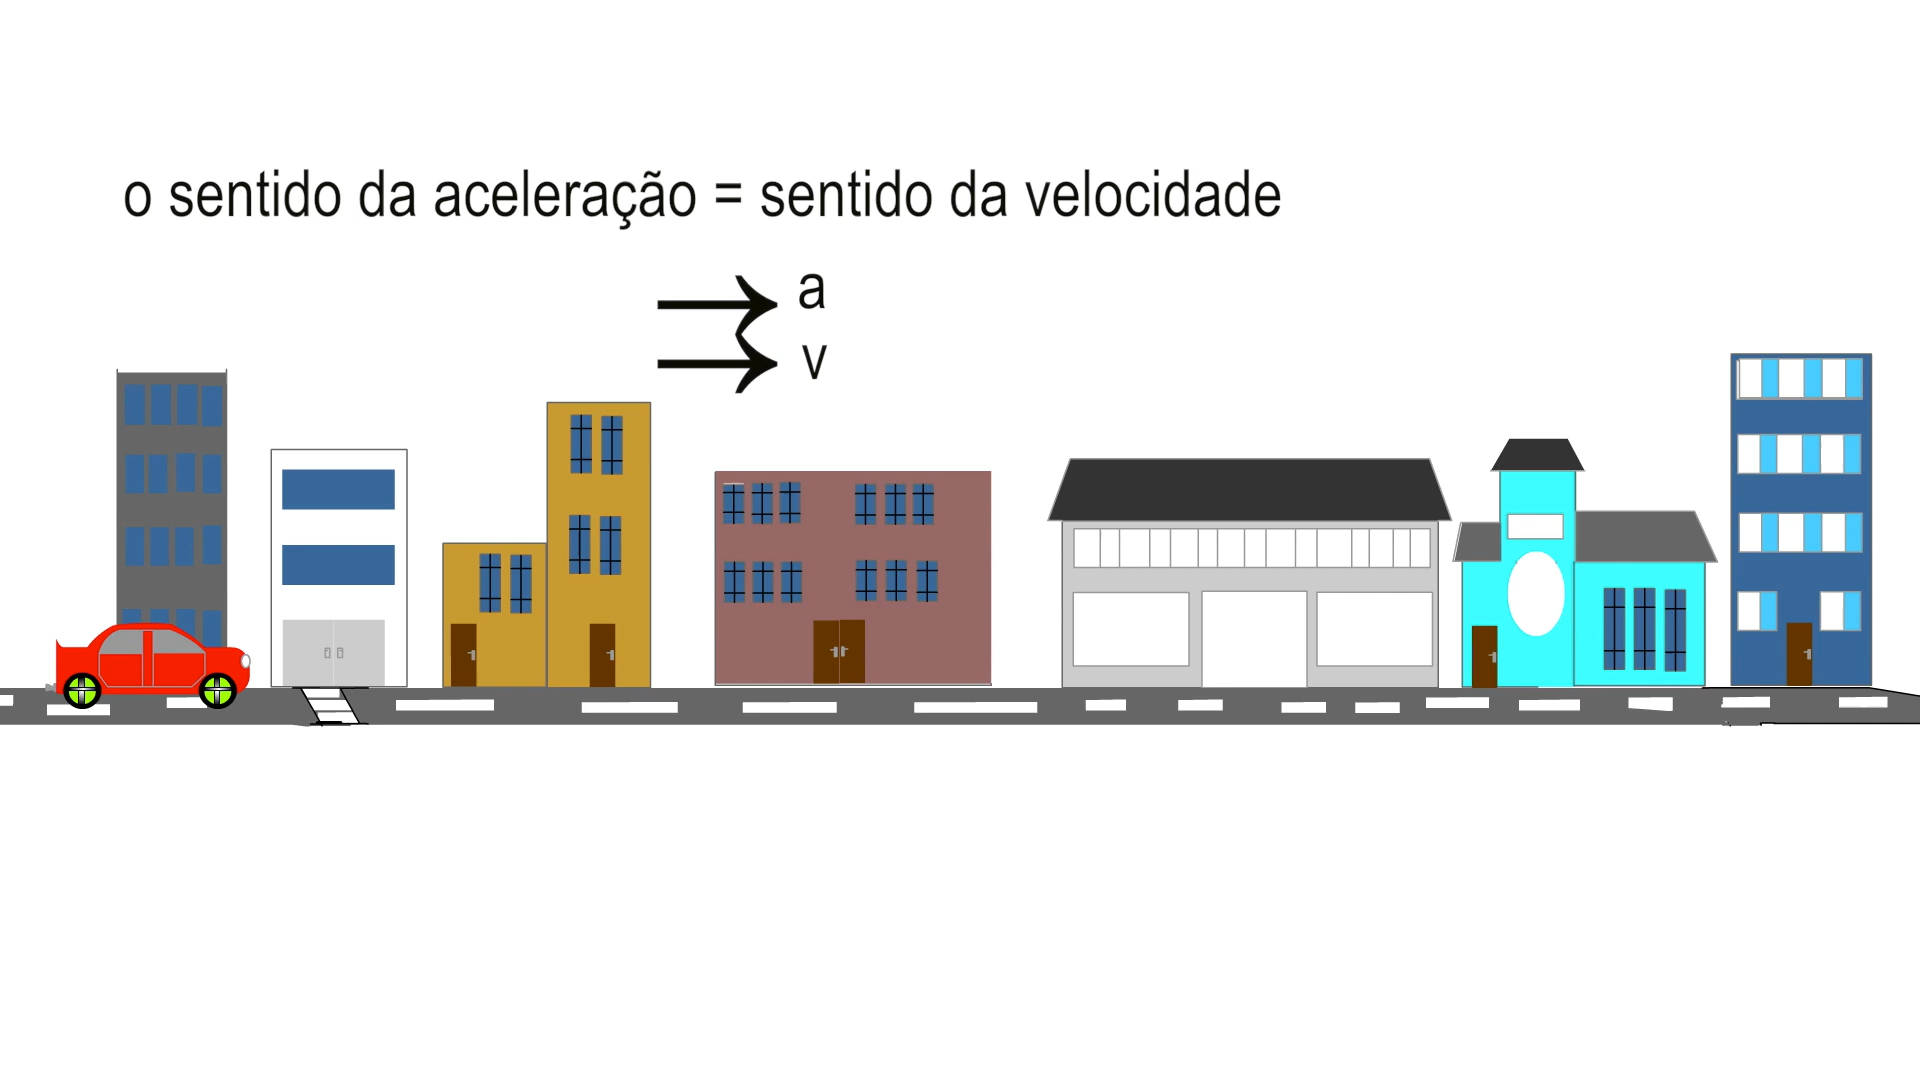 o sentido da aceleração = sentido da velocidade
a
v